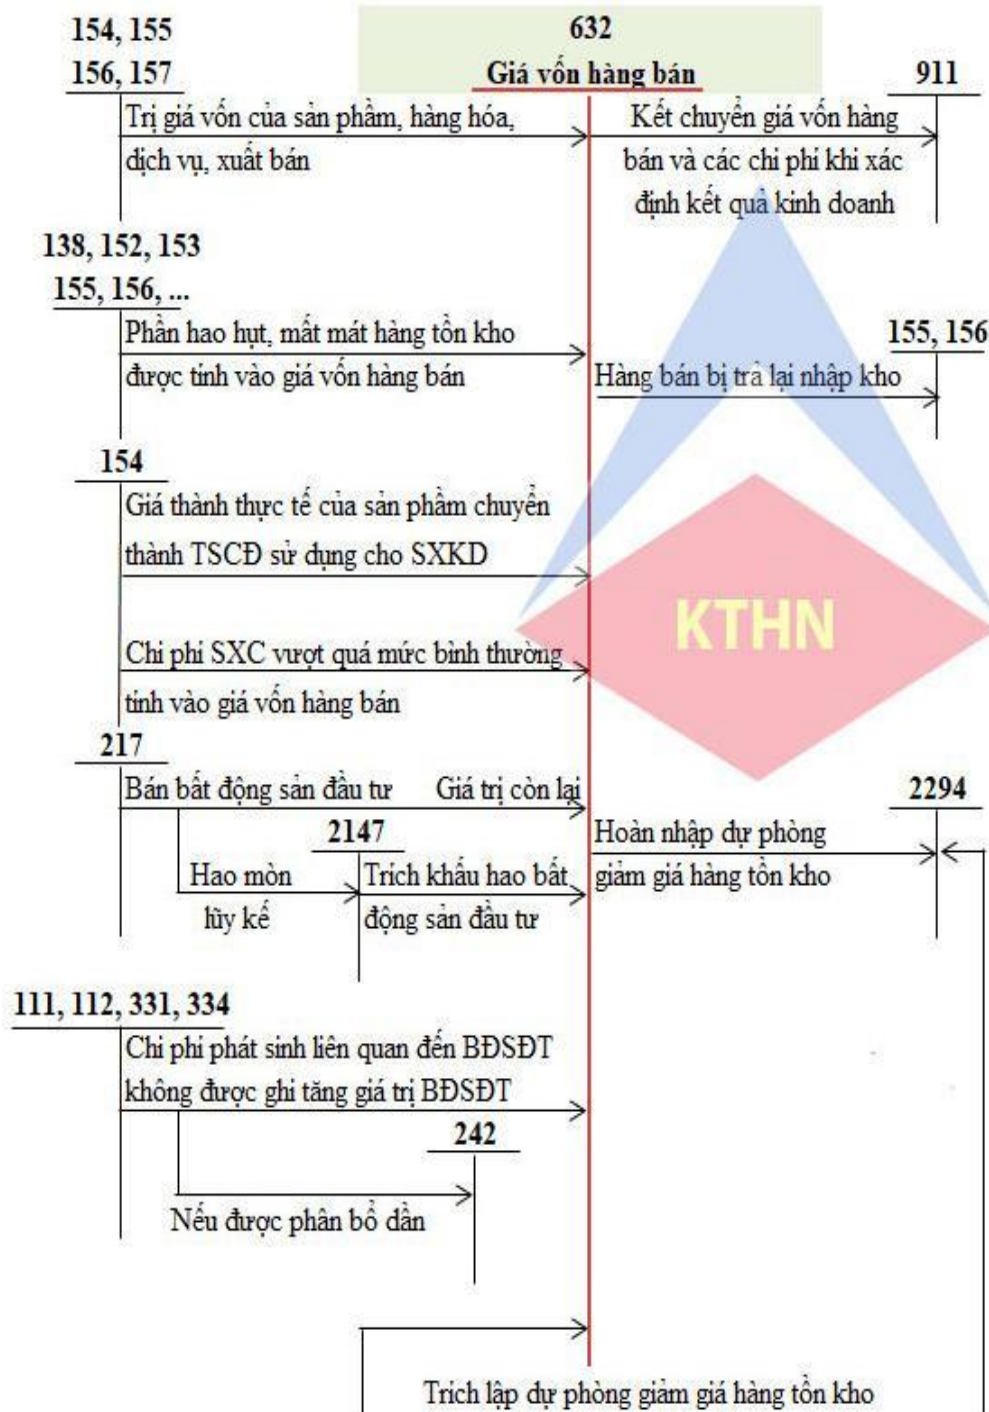 154, 155
156, 157
632
Giá vốn hàng bán
911
Trị giá vốn của sản phẩm, hàng hóa,
dịch vụ, xuất bán
Kết chuyển giá vốn hàng
bán và các chi phí khi xác
định kết quả kinh doanh
138, 152, 153
155, 156, ...
Phần hao hụt, mất mát hàng tồn kho
được tính vào giá vốn hàng bán
155, 156
Hàng bán bị trả lại nhập kho
154
Giá thành thực tế của sản phẩm chuyển
thành TSCĐ sử dụng cho SXKD
KTHN
Chi phí SXC vượt quá mức bình thường
tính vào giá vốn hàng bán
217
Bán bất động sản đầu tư
Giá trị còn lại
2294
2147
Hoàn nhập dự phòng
giảm giá hàng tồn kho
Hao mòn
lũy kế
Trích khấu hao bất
động sản đầu tư
111, 112, 331, 334
Chi phí phát sinh liên quan đến BĐSĐT
không được ghi tăng giá trị BĐSĐT
242
Nếu được phân bổ dần
Trích lập dự phòng giảm giá hàng tồn kho